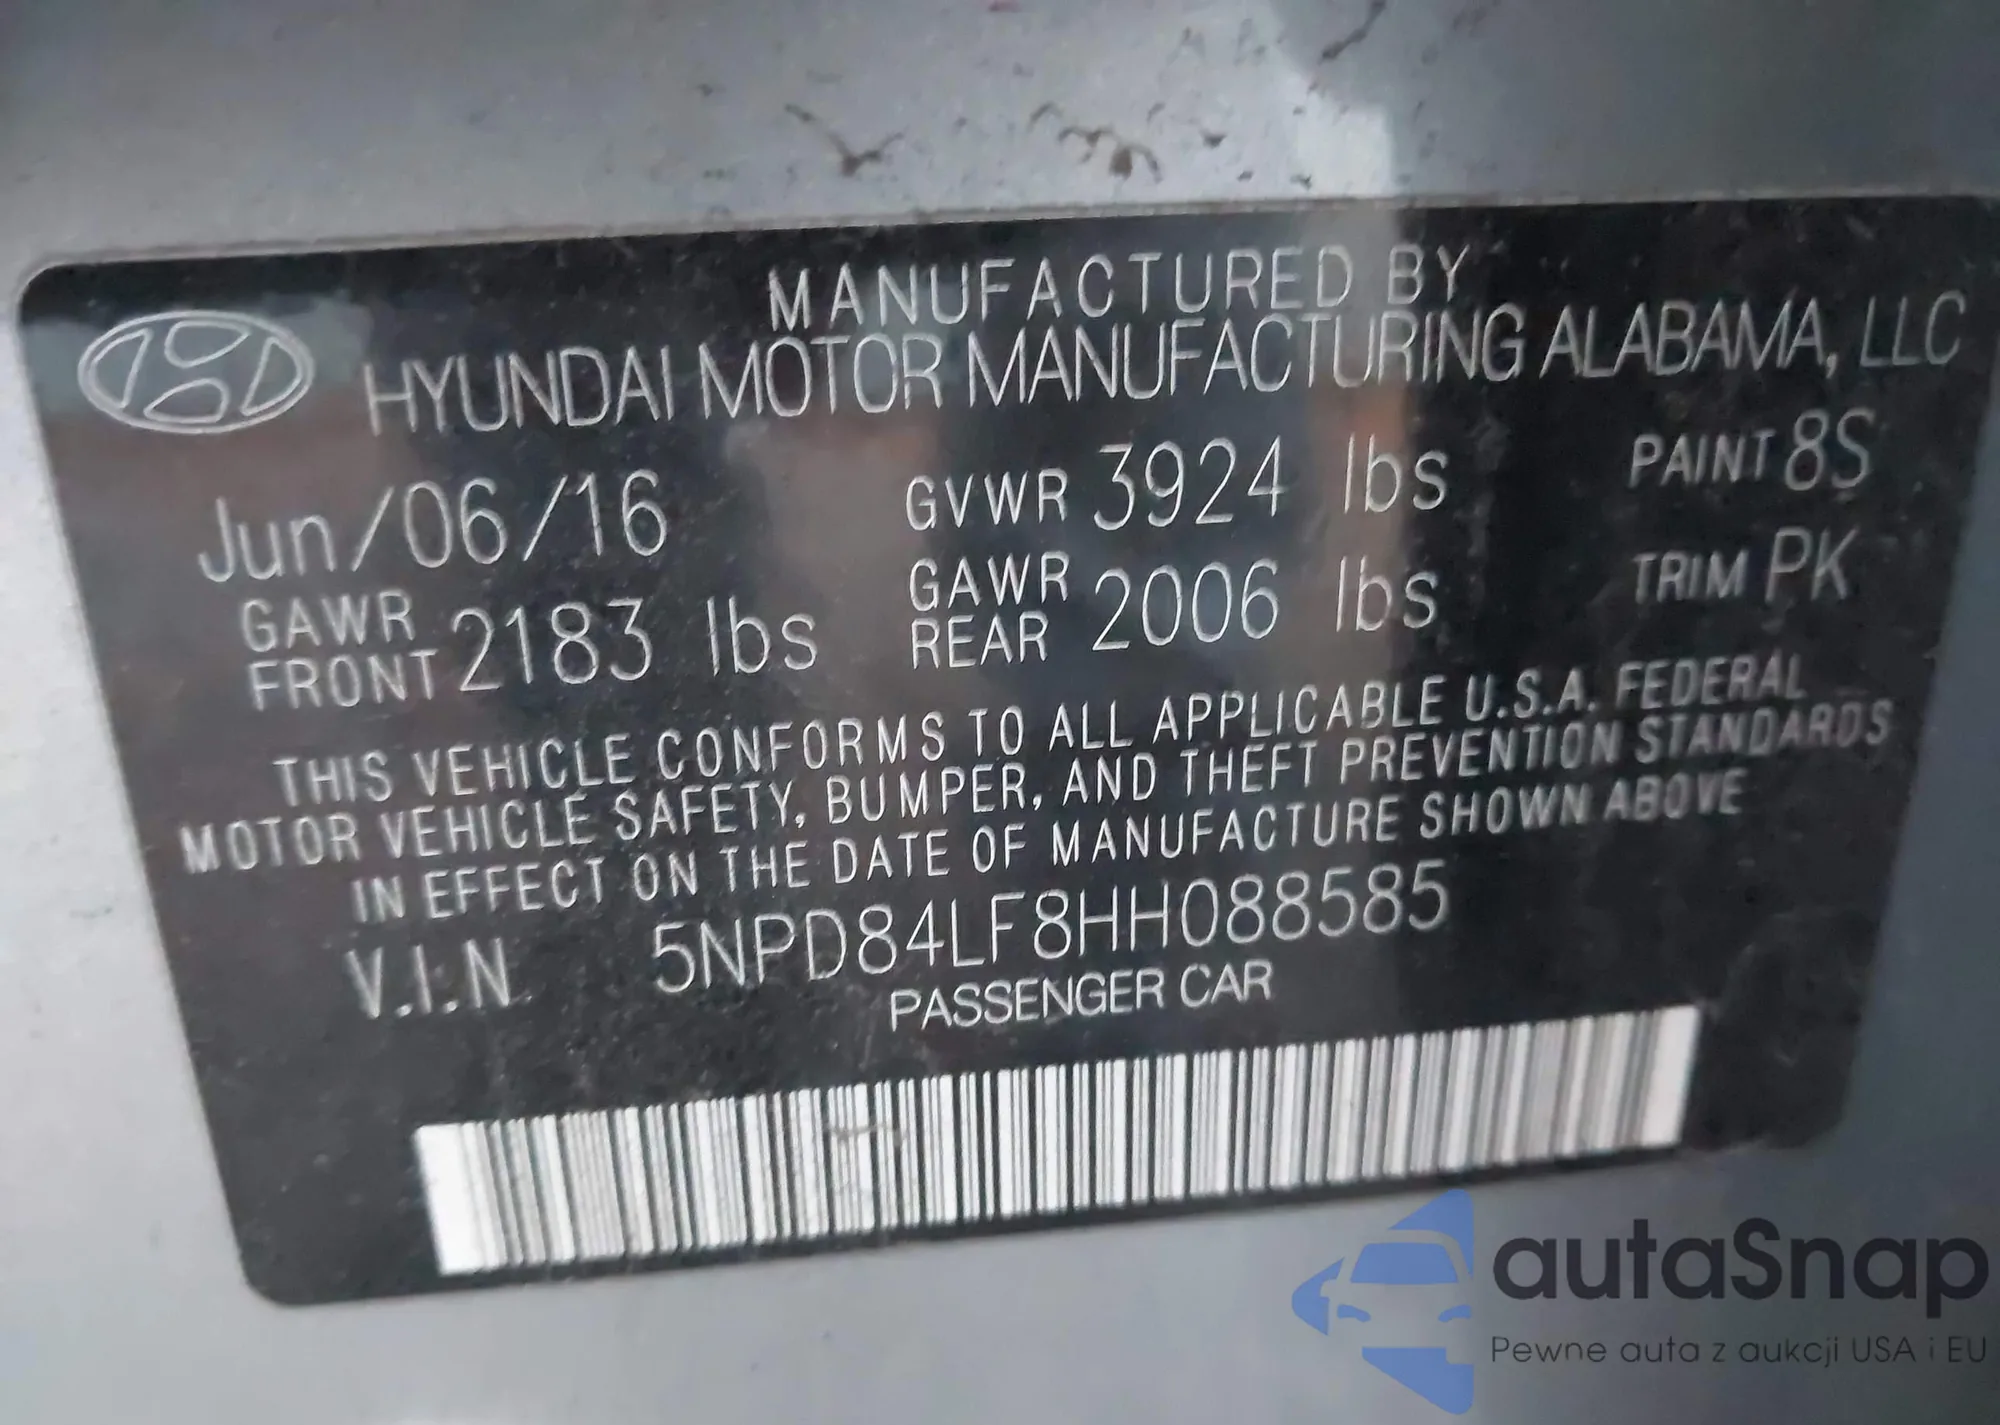 MANUFACTURED BY
HYUNDAI MOTOR MANUFACTURING ALABAMA, LLC
Jun/06/16 GVWR 3924 lbs PAINT 8S
GAWR FRONT 2183 lbs GAWR REAR 2006 lbs TRIM PK
THIS VEHICLE CONFORMS TO ALL APPLICABLE U.S.A. FEDERAL
MOTOR VEHICLE SAFETY, BUMPER, AND THEFT PREVENTION STANDARDS
IN EFFECT ON THE DATE OF MANUFACTURE SHOWN ABOVE
V.I.N. 5NPD84LF8HH088585
PASSENGER CAR
autaSnap
Pewne auta z aukcji USA i EU